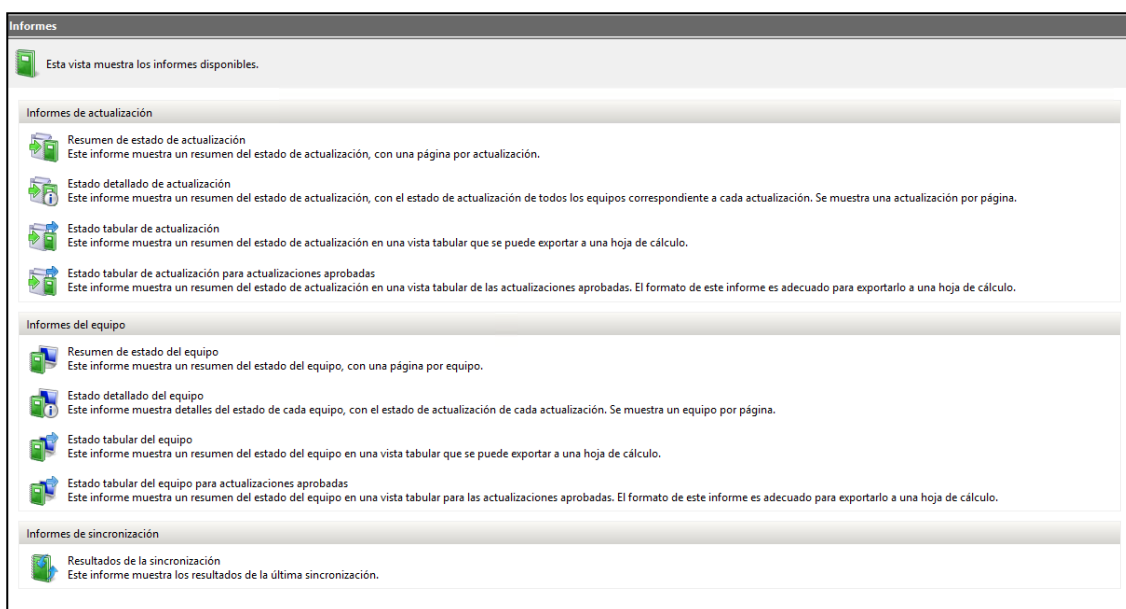 Informes
Esta vista muestra los informes disponibles.
Informes de actualización
Resumen de estado de actualización
Este informe muestra un resumen del estado de actualización, con una página por actualización.
Estado detallado de actualización
Este informe muestra un resumen del estado de actualización, con el estado de actualización de todos los equipos correspondiente a cada actualización. Se muestra una actualización por página.
Estado tabular de actualización
Este informe muestra un resumen del estado de actualización en una vista tabular que se puede exportar a una hoja de cálculo.
Estado tabular de actualización para actualizaciones aprobadas
Este informe muestra un resumen del estado de actualización en una vista tabular de las actualizaciones aprobadas. El formato de este informe es adecuado para exportarlo a una hoja de cálculo.
Informes del equipo
Resumen de estado del equipo
Este informe muestra un resumen del estado del equipo, con una página por equipo.
Estado detallado del equipo
Este informe muestra detalles del estado de cada equipo, con el estado de actualización de cada actualización. Se muestra un equipo por página.
Estado tabular del equipo
Este informe muestra un resumen del estado del equipo en una vista tabular que se puede exportar a una hoja de cálculo.
Estado tabular del equipo para actualizaciones aprobadas
Este informe muestra un resumen del estado del equipo en una vista tabular para las actualizaciones aprobadas. El formato de este informe es adecuado para exportarlo a una hoja de cálculo.
Informes de sincronización
Resultados de la sincronización
Este informe muestra los resultados de la última sincronización.